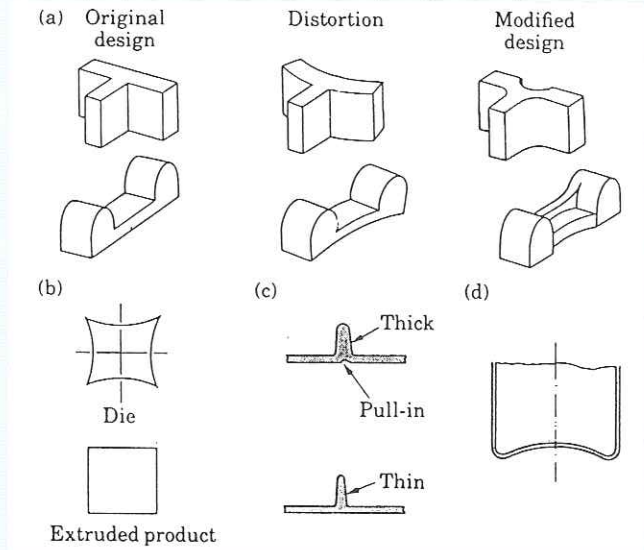 (a) Original
design
Distortion
Modified
design
(b)
(c)
(d)
Thick
Pull-in
Die
Thin
Extruded product